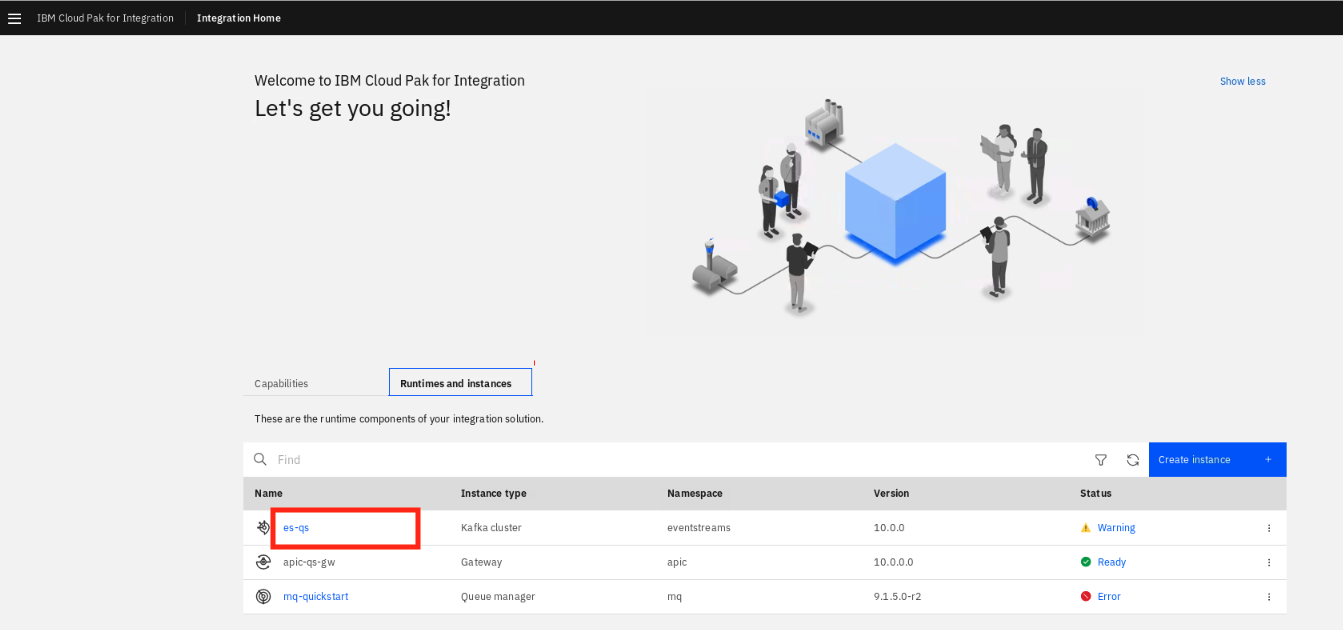 IBM Cloud Pak for Integration Integration Home
Welcome to IBM Cloud Pak for Integration Show less
Let's get you going!
Capabilities Runtimes and instances
These are the runtime components of your integration solution.
Find Create instance +
Name Instance type Namespace Version Status
es-qs Kafka cluster eventstreams 10.0.0 Warning
apic-qs-gw Gateway apic 10.0.0.0 Ready
mq-quickstart Queue manager mq 9.1.5.0-r2 Error